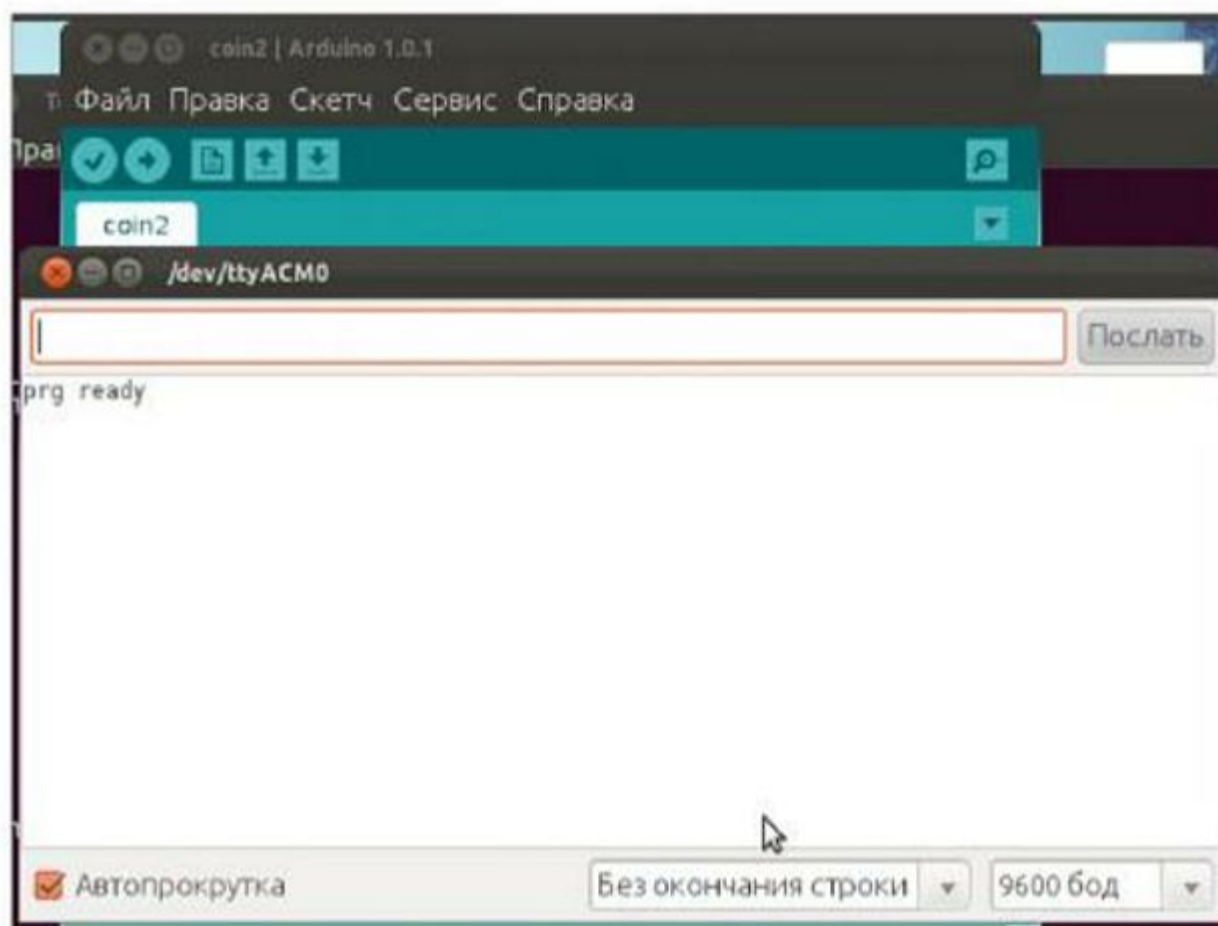 coin2 | Arduino 1.0.1
Файл Правка Скетч Сервис Справка
coin2
/dev/ttyACM0
Послать
prg ready
Автопрокрутка
Без окончания строки
9600 бод